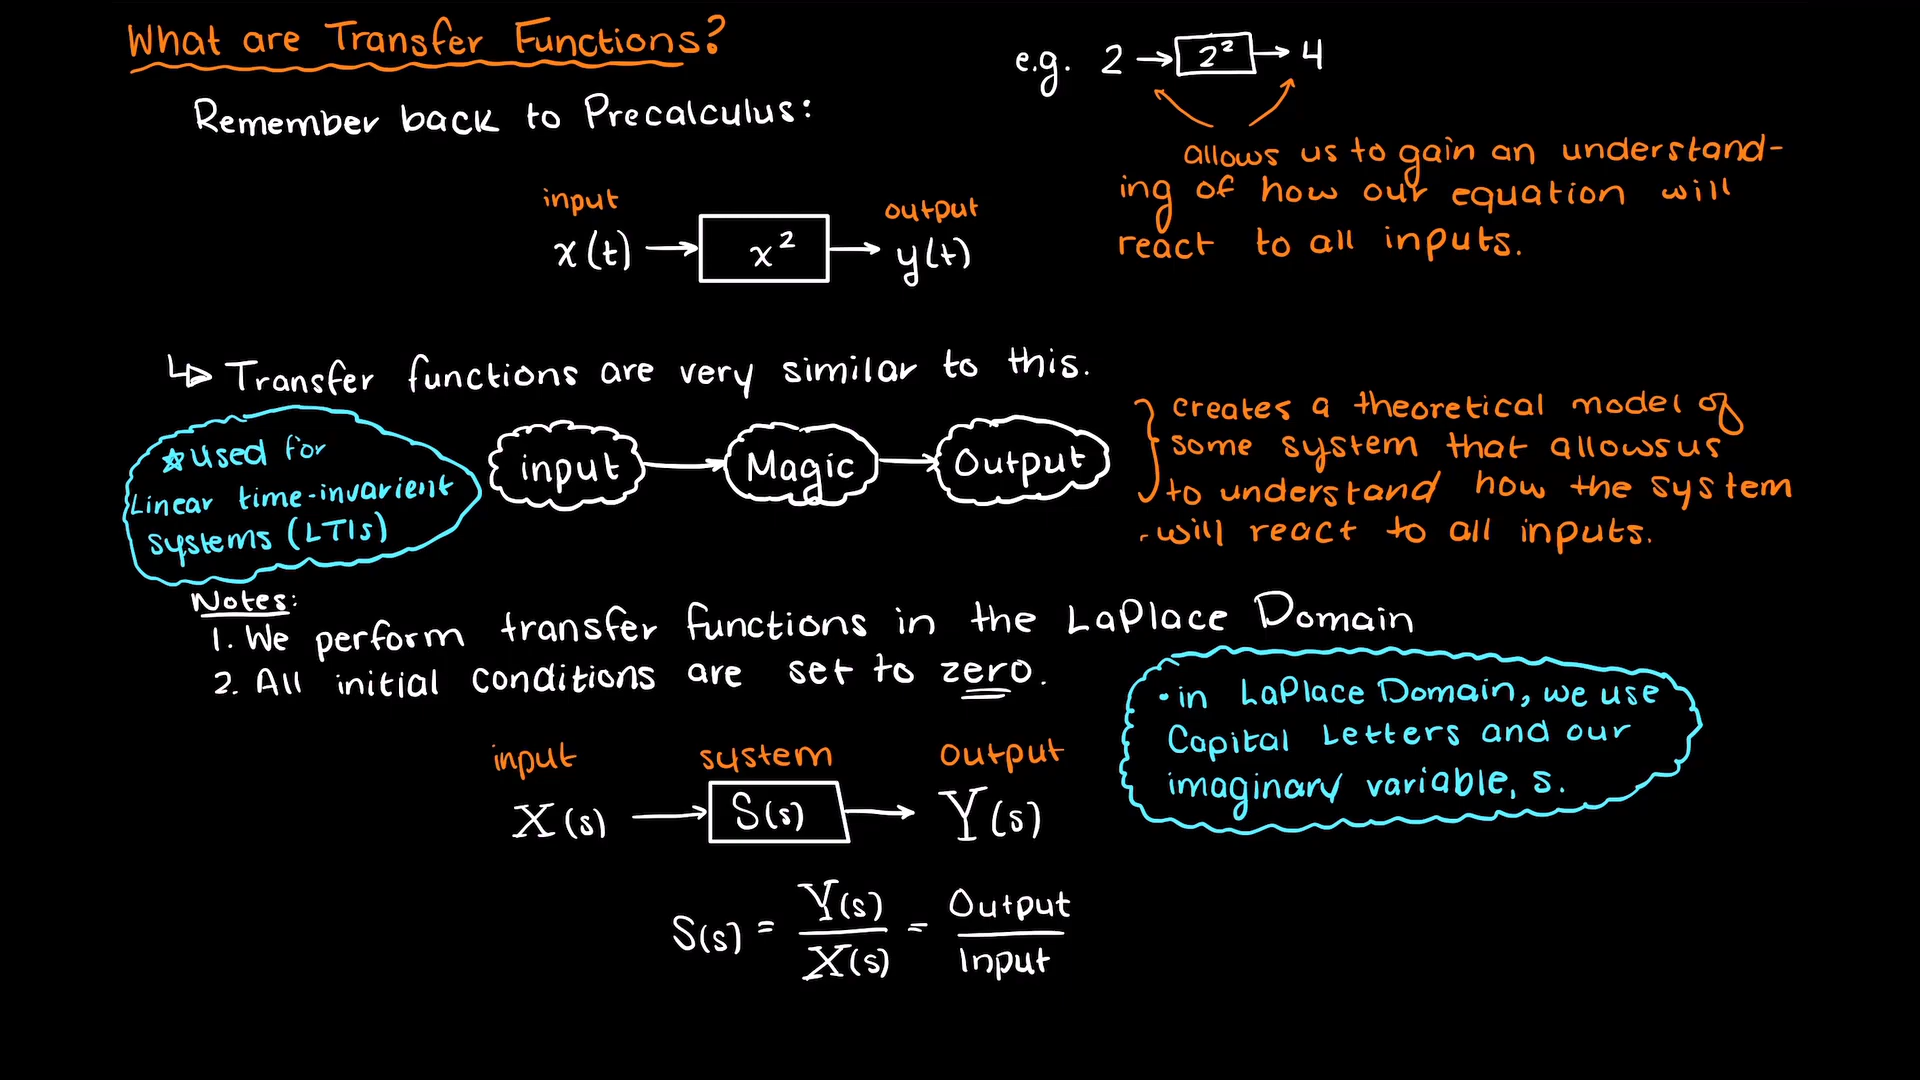 What are Transfer Functions?
Remember back to Precalculus:
e.g. 2 → 2² → 4
allows us to gain an understand-
ing of how our equation will
react to all inputs.
input
output
x(t) → x² → y(t)
↳ Transfer functions are very similar to this.
☆ used for
Linear time-invarient
systems (LTIs)
input → Magic → Output
} creates a theoretical model of
some system that allows us
to understand how the system
will react to all inputs.
Notes:
1. We perform transfer functions in the LaPlace Domain
2. All initial conditions are set to zero.
• in LaPlace Domain, we use
Capital Letters and our
imaginary variable, s.
input system output
X(s) → S(s) → Y(s)
S(s) = Y(s)/X(s) = Output/Input